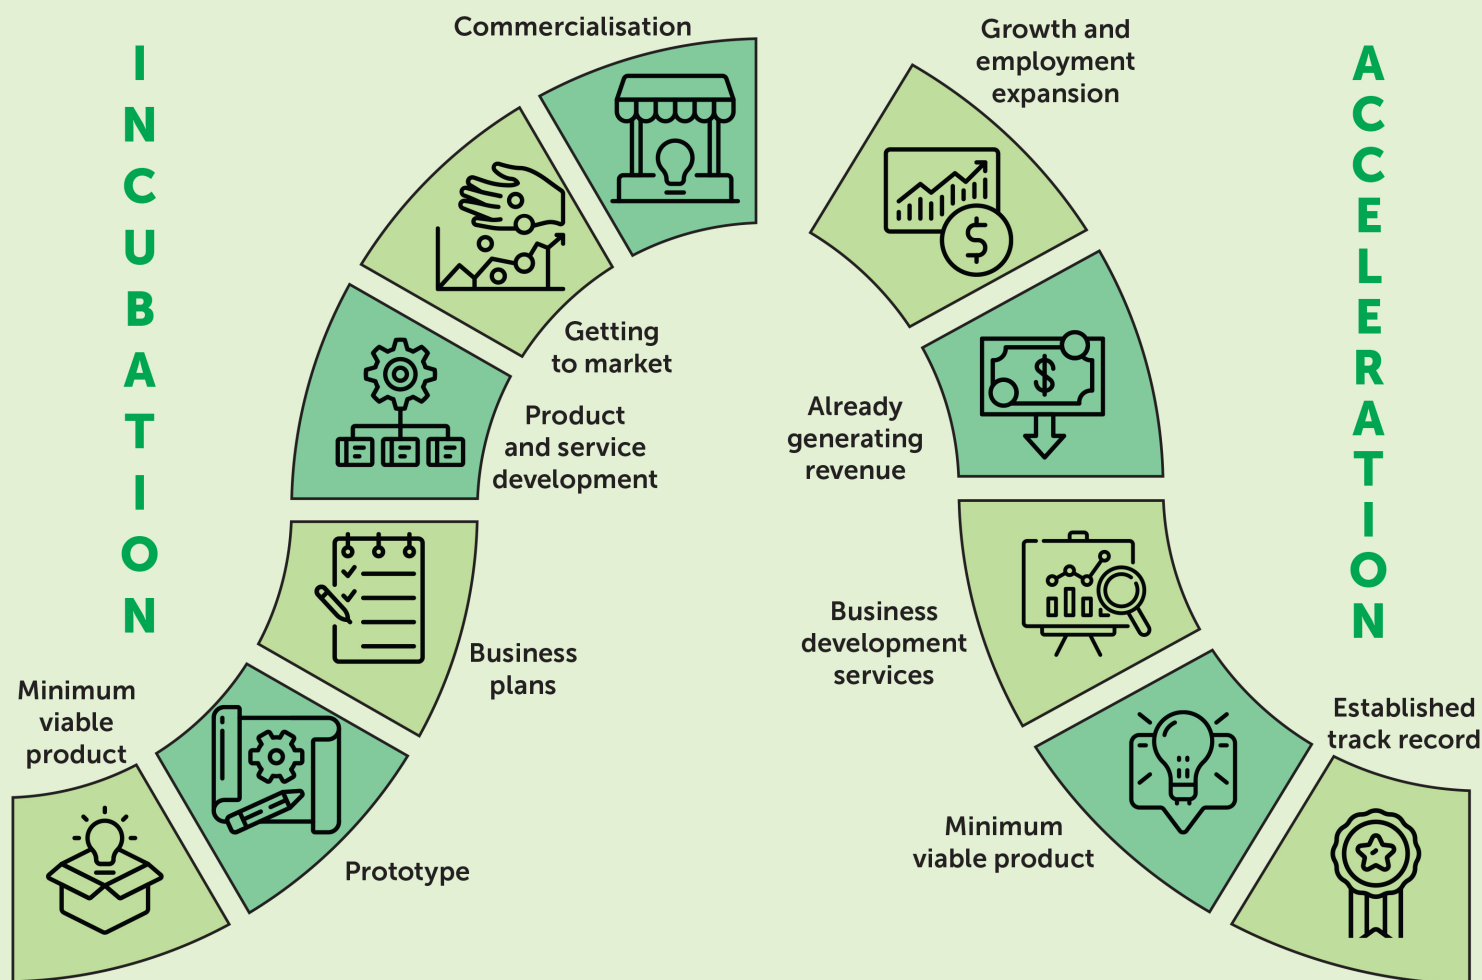 INCUBATION
Commercialisation
Getting
to market
Product
and service
development
Business
plans
Prototype
Minimum
viable
product
ACCELERATION
Growth and
employment
expansion
$
Already
generating
revenue
$
Business
development
services
Minimum
viable product
Established
track record